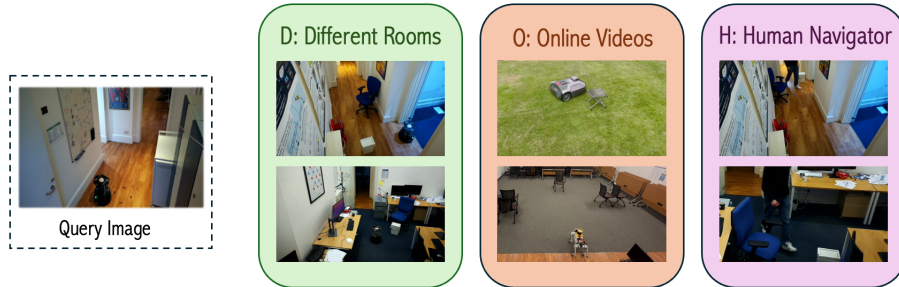 D: Different Rooms
O: Online Videos
H: Human Navigator
Query Image